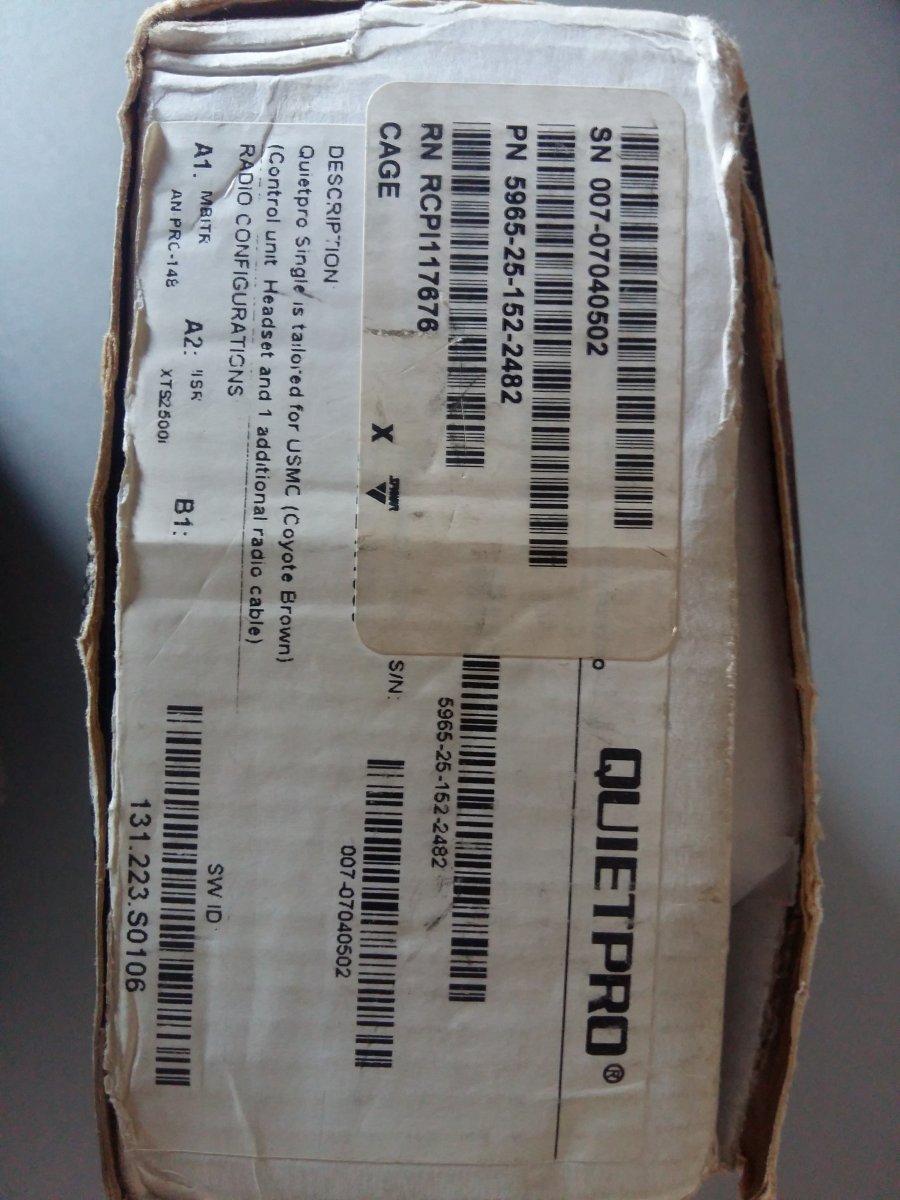 SN 007-07040502
PN 5965-25-152-2482
RN RCPI117676
CAGE X
QUIETPRO®
5965-25-152-2482
S/N:
007-07040502
DESCRIPTION:
Quietpro Single is tailored for USMC (Coyote Brown)
(Control unit Headset and 1 additional radio cable)
RADIO CONFIGURATIONS
A1: MBITR A2: B1:
AN PRC-148 XTS2500i
SW ID:
131.223.S0106